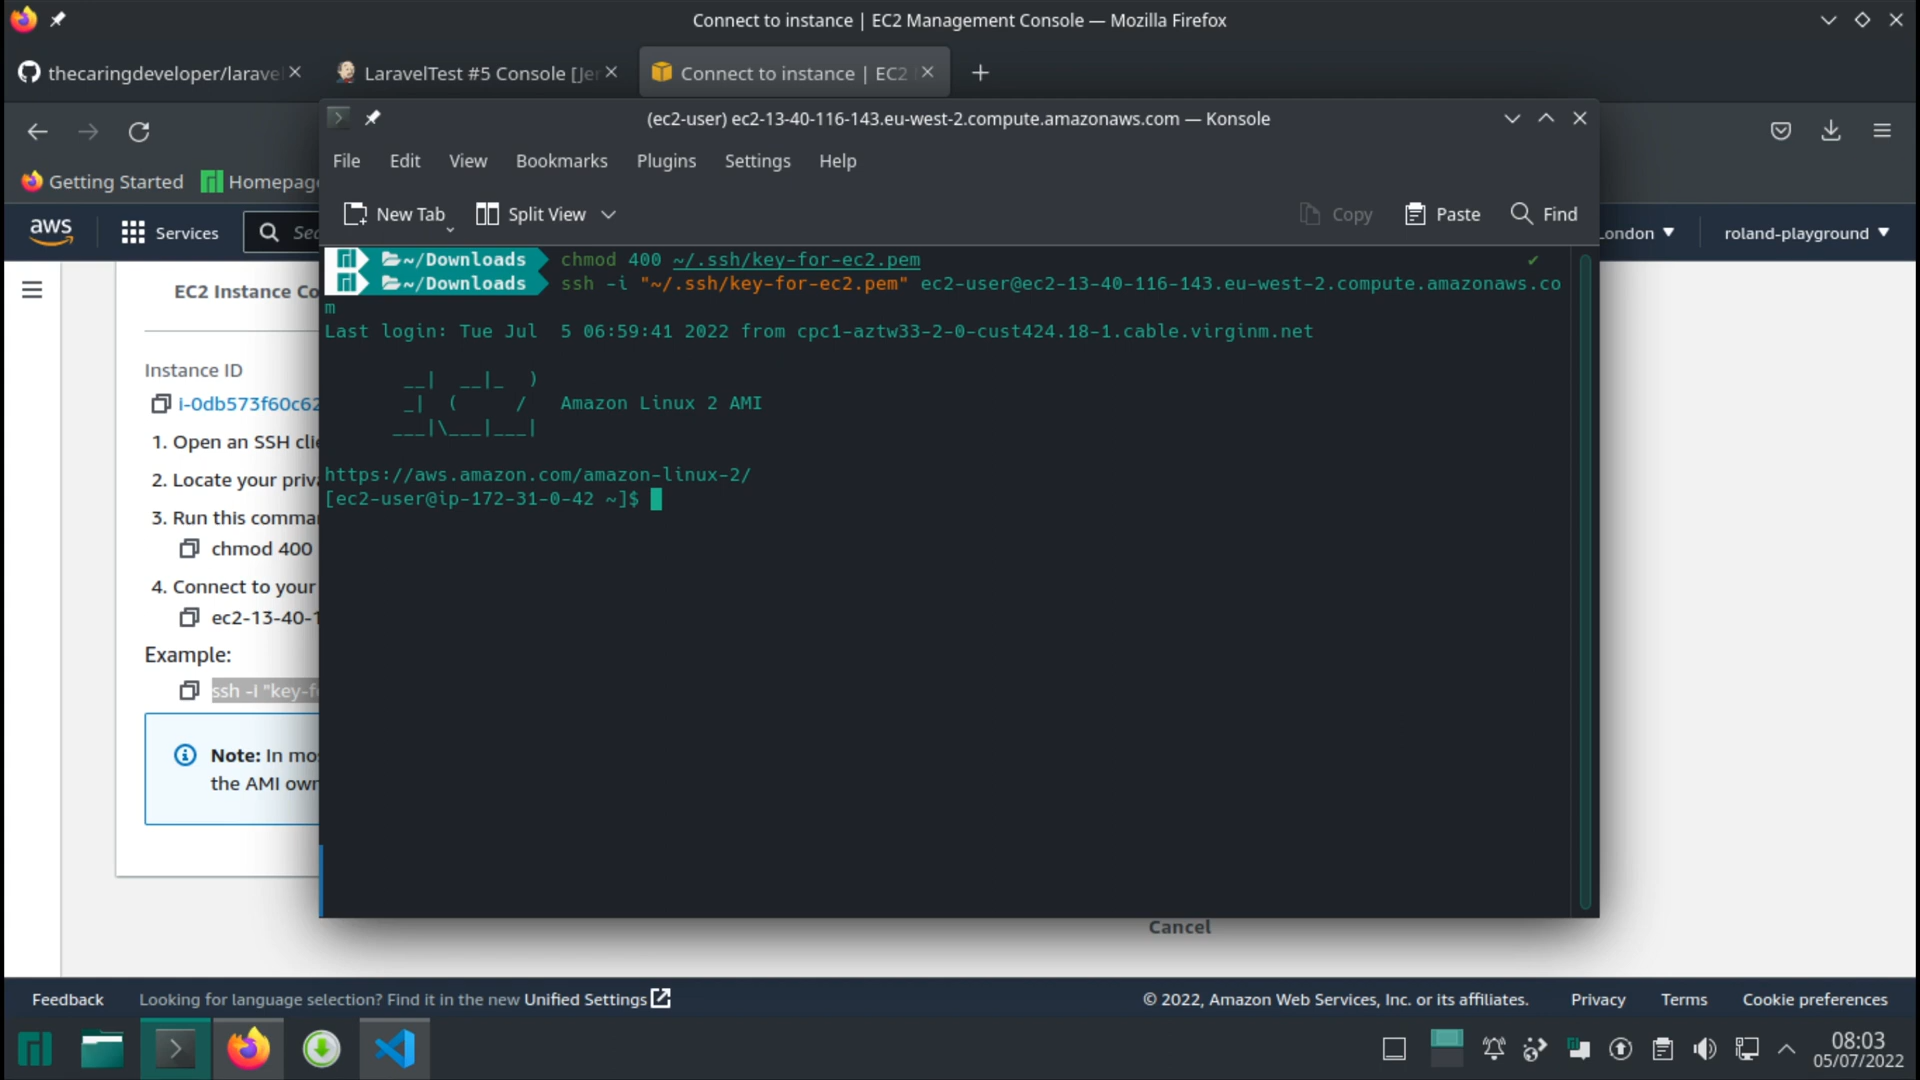 Connect to instance | EC2 Management Console — Mozilla Firefox
thecaringdeveloper/larave
LaravelTest #5 Console [Je
Connect to instance | EC2
(ec2-user) ec2-13-40-116-143.eu-west-2.compute.amazonaws.com — Konsole
File Edit View Bookmarks Plugins Settings Help
Getting Started
Homepag
New Tab
Split View
Copy
Paste
Find
aws
Services
Sea
ondon
roland-playground
~/Downloads chmod 400 ~/.ssh/key-for-ec2.pem ✔
~/Downloads ssh -i "~/.ssh/key-for-ec2.pem" ec2-user@ec2-13-40-116-143.eu-west-2.compute.amazonaws.co
m
Last login: Tue Jul  5 06:59:41 2022 from cpc1-aztw33-2-0-cust424.18-1.cable.virginm.net
__|  __|_  )
_|  (     /   Amazon Linux 2 AMI
___|\___|___|
https://aws.amazon.com/amazon-linux-2/
[ec2-user@ip-172-31-0-42 ~]$
EC2 Instance Co
Instance ID
i-0db573f60c62
1. Open an SSH clie
2. Locate your priva
3. Run this comma
chmod 400
4. Connect to your
ec2-13-40-1
Example:
ssh -i "key-f
Note: In mo
the AMI own
Cancel
Feedback
Looking for language selection? Find it in the new Unified Settings
© 2022, Amazon Web Services, Inc. or its affiliates.
Privacy
Terms
Cookie preferences
08:03
05/07/2022